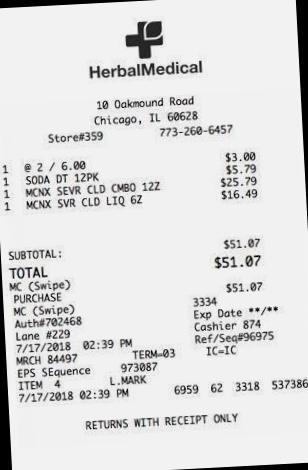 HerbalMedical
10 Oakmound Road
Chicago, IL 60628
Store#359 773-260-6457
1 @ 2 / 6.00 $3.00
1 SODA DT 12PK $5.79
1 MCNX SEVR CLD CMBO 12Z $25.79
1 MCNX SVR CLD LIQ 6Z $16.49
SUBTOTAL: $51.07
TOTAL $51.07
MC (Swipe) $51.07
PURCHASE 3334
MC (Swipe) Exp Date **/**
Auth#702468 Cashier 874
Lane #229 Ref/Seq#96975
7/17/2018 02:39 PM IC=IC
MRCH 84497 TERM=03
EPS SEquence 973087
ITEM 4 L.MARK
7/17/2018 02:39 PM 6959 62 3318 537386
RETURNS WITH RECEIPT ONLY